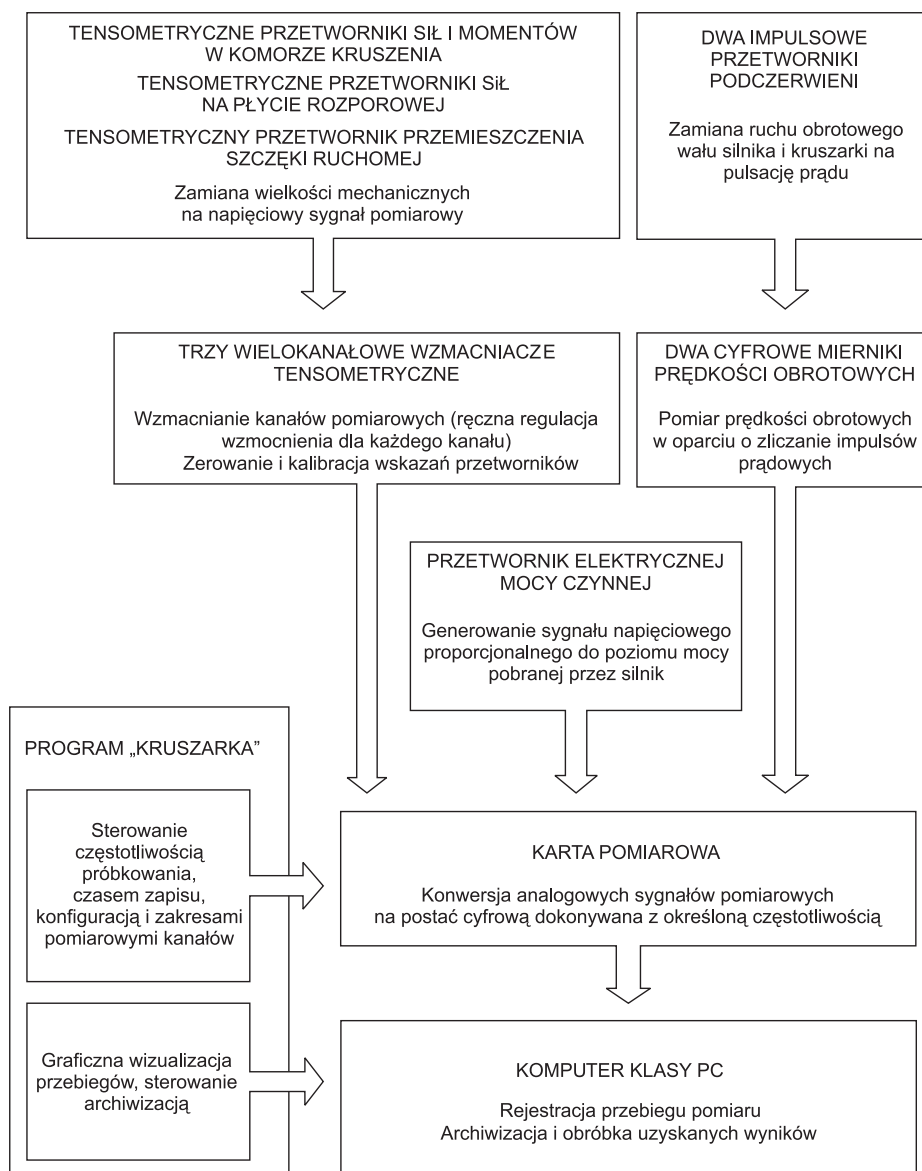 TENSOMETRYCZNE PRZETWORNIKI SIŁ I MOMENTÓW
W KOMORZE KRUSZENIA
TENSOMETRYCZNE PRZETWORNIKI SıŁ
NA PŁYCIE ROZPOROWEJ
TENSOMETRYCZNY PRZETWORNIK PRZEMIESZCZENIA
SZCZĘKI RUCHOMEJ
Zamiana wielkości mechanicznych
na napięciowy sygnał pomiarowy
DWA IMPULSOWE
PRZETWORNIKI
PODCZERWIENI
Zamiana ruchu obrotowego
wału silnika i kruszarki na
pulsację prądu
TRZY WIELOKANAŁOWE WZMACNIACZE
TENSOMETRYCZNE
Wzmacnianie kanałów pomiarowych (ręczna regulacja
wzmocnienia dla każdego kanału)
Zerowanie i kalibracja wskazań przetworników
DWA CYFROWE MIERNIKI
PRĘDKOŚCI OBROTOWYCH
Pomiar prędkości obrotowych
w oparciu o zliczanie impulsów
prądowych
PRZETWORNIK ELEKTRYCZNEJ
MOCY CZYNNEJ
Generowanie sygnału napięciowego
proporcjonalnego do poziomu mocy
pobranej przez silnik
PROGRAM „KRUSZARKA”
Sterowanie
częstotliwością
próbkowania,
czasem zapisu,
konfiguracją i zakresami
pomiarowymi kanałów
KARTA POMIAROWA
Konwersja analogowych sygnałów pomiarowych
na postać cyfrową dokonywana z określoną częstotliwością
Graficzna wizualizacja
przebiegów, sterowanie
archiwizacją
KOMPUTER KLASY PC
Rejestracja przebiegu pomiaru
Archiwizacja i obróbka uzyskanych wyników